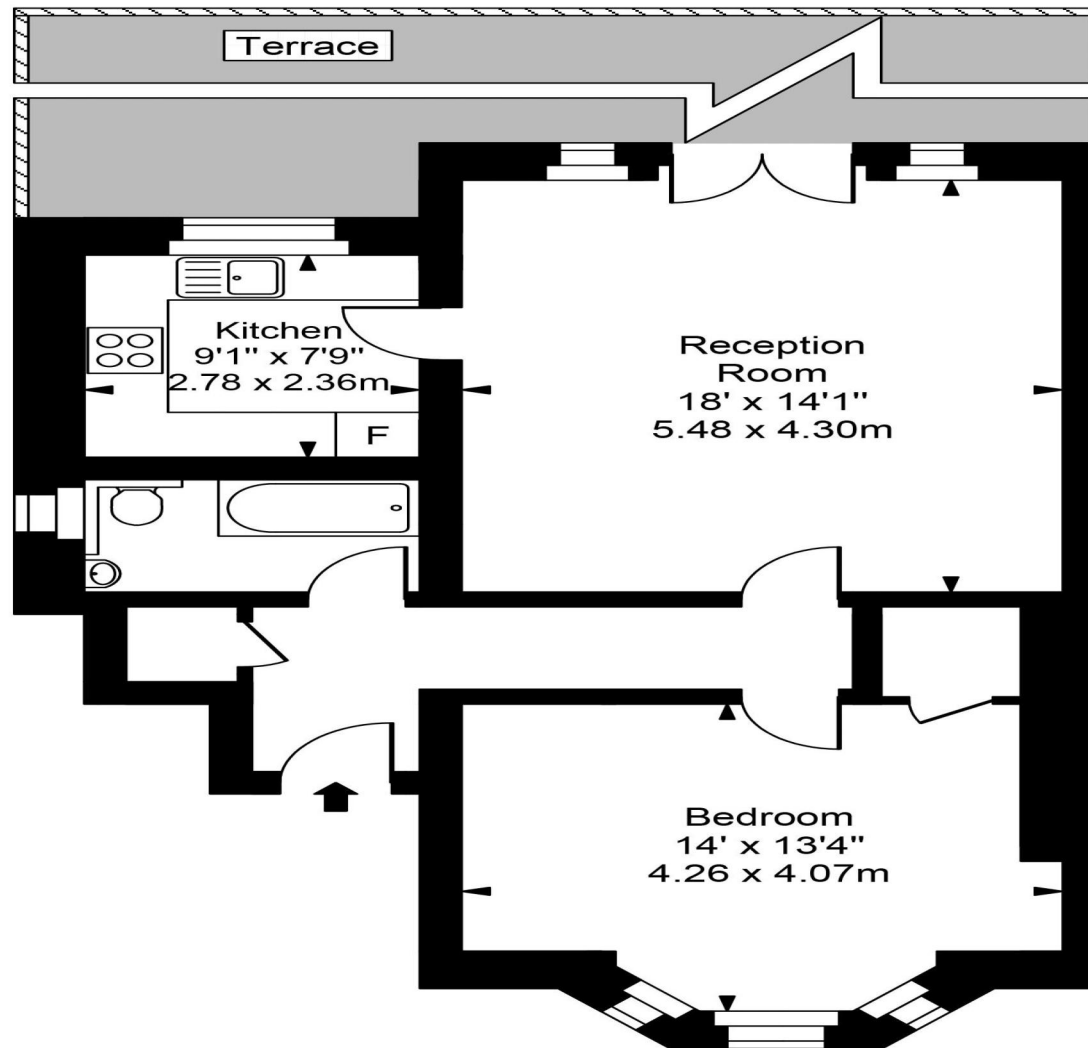 Terrace
Kitchen
9'1" x 7'9"
2.78 x 2.36m
F
Reception
Room
18' x 14'1"
5.48 x 4.30m
Bedroom
14' x 13'4"
4.26 x 4.07m